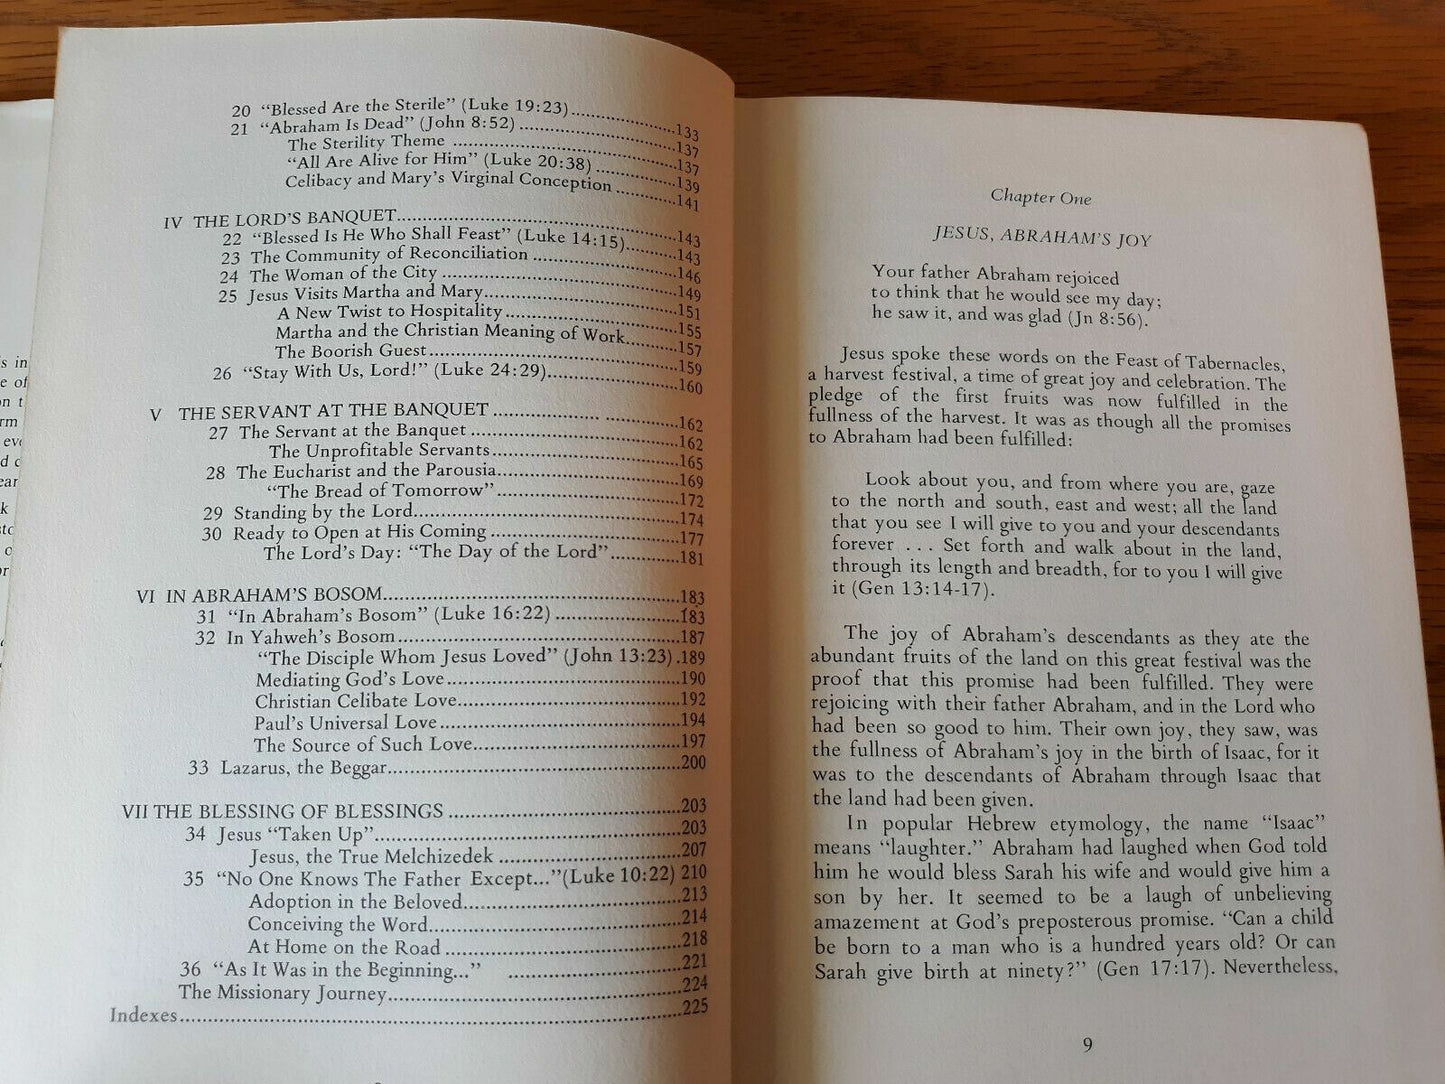 20 "Blessed Are the Sterile" (Luke 19:23)....................133
21 "Abraham Is Dead" (John 8:52)....................137
The Sterility Theme....................137
"All Are Alive for Him" (Luke 20:38)....................139
Celibacy and Mary's Virginal Conception....................141
IV THE LORD'S BANQUET....................143
22 "Blessed Is He Who Shall Feast" (Luke 14:15)....................143
23 The Community of Reconciliation....................146
24 The Woman of the City....................149
25 Jesus Visits Martha and Mary....................151
A New Twist to Hospitality....................155
Martha and the Christian Meaning of Work....................157
The Boorish Guest....................159
26 "Stay With Us, Lord!" (Luke 24:29)....................160
V THE SERVANT AT THE BANQUET....................162
27 The Servant at the Banquet....................162
The Unprofitable Servants....................165
28 The Eucharist and the Parousia....................169
"The Bread of Tomorrow"....................172
29 Standing by the Lord....................174
30 Ready to Open at His Coming....................177
The Lord's Day: "The Day of the Lord"....................181
VI IN ABRAHAM'S BOSOM....................183
31 "In Abraham's Bosom" (Luke 16:22)....................183
32 In Yahweh's Bosom....................187
"The Disciple Whom Jesus Loved" (John 13:23).189
Mediating God's Love....................190
Christian Celibate Love....................192
Paul's Universal Love....................194
The Source of Such Love....................197
33 Lazarus, the Beggar....................200
VII THE BLESSING OF BLESSINGS....................203
34 Jesus "Taken Up"....................203
Jesus, the True Melchizedek....................207
35 "No One Knows The Father Except..."(Luke 10:22) 210
Adoption in the Beloved....................213
Conceiving the Word....................214
At Home on the Road....................218
36 "As It Was in the Beginning..."....................221
The Missionary Journey....................224
Indexes....................225
Chapter One
JESUS, ABRAHAM'S JOY
Your father Abraham rejoiced
to think that he would see my day;
he saw it, and was glad (Jn 8:56).
Jesus spoke these words on the Feast of Tabernacles,
a harvest festival, a time of great joy and celebration. The
pledge of the first fruits was now fulfilled in the
fullness of the harvest. It was as though all the promises
to Abraham had been fulfilled:
Look about you, and from where you are, gaze
to the north and south, east and west; all the land
that you see I will give to you and your descendants
forever . . . Set forth and walk about in the land,
through its length and breadth, for to you I will give
it (Gen 13:14-17).
The joy of Abraham's descendants as they ate the
abundant fruits of the land on this great festival was the
proof that this promise had been fulfilled. They were
rejoicing with their father Abraham, and in the Lord who
had been so good to him. Their own joy, they saw, was
the fullness of Abraham's joy in the birth of Isaac, for it
was to the descendants of Abraham through Isaac that
the land had been given.
In popular Hebrew etymology, the name "Isaac"
means "laughter." Abraham had laughed when God told
him he would bless Sarah his wife and would give him a
son by her. It seemed to be a laugh of unbelieving
amazement at God's preposterous promise. "Can a child
be born to a man who is a hundred years old? Or can
Sarah give birth at ninety?" (Gen 17:17). Nevertheless,
9